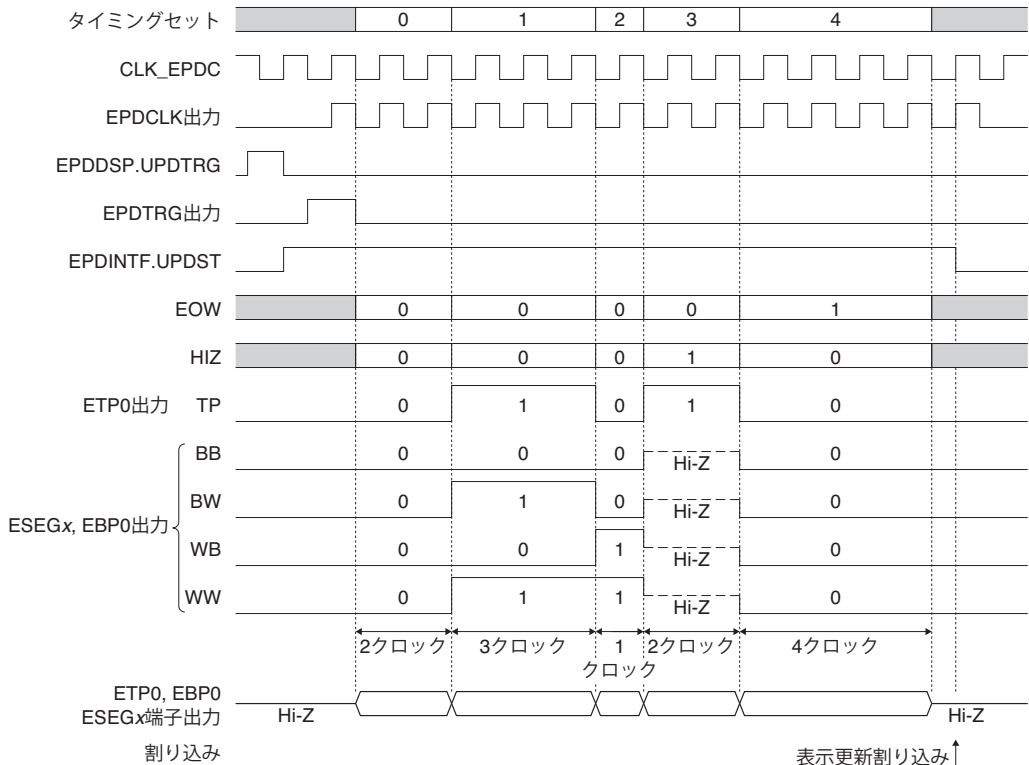 タイミングセット 0 1 2 3 4
CLK_EPDC
EPDCLK出力
EPDDSP.UPDTRG
EPDTRG出力
EPDINTF.UPDST
EOW 0 0 0 0 1
HIZ 0 0 0 1 0
ETP0出力 TP 0 1 0 1 0
BB 0 0 0 Hi-Z 0
BW 0 1 0 Hi-Z 0
ESEGx, EBP0出力
WB 0 0 1 Hi-Z 0
WW 0 1 1 Hi-Z 0
2クロック 3クロック 1クロック 2クロック 4クロック
ETP0, EBP0
ESEGx端子出力 Hi-Z Hi-Z
割り込み 表示更新割り込み